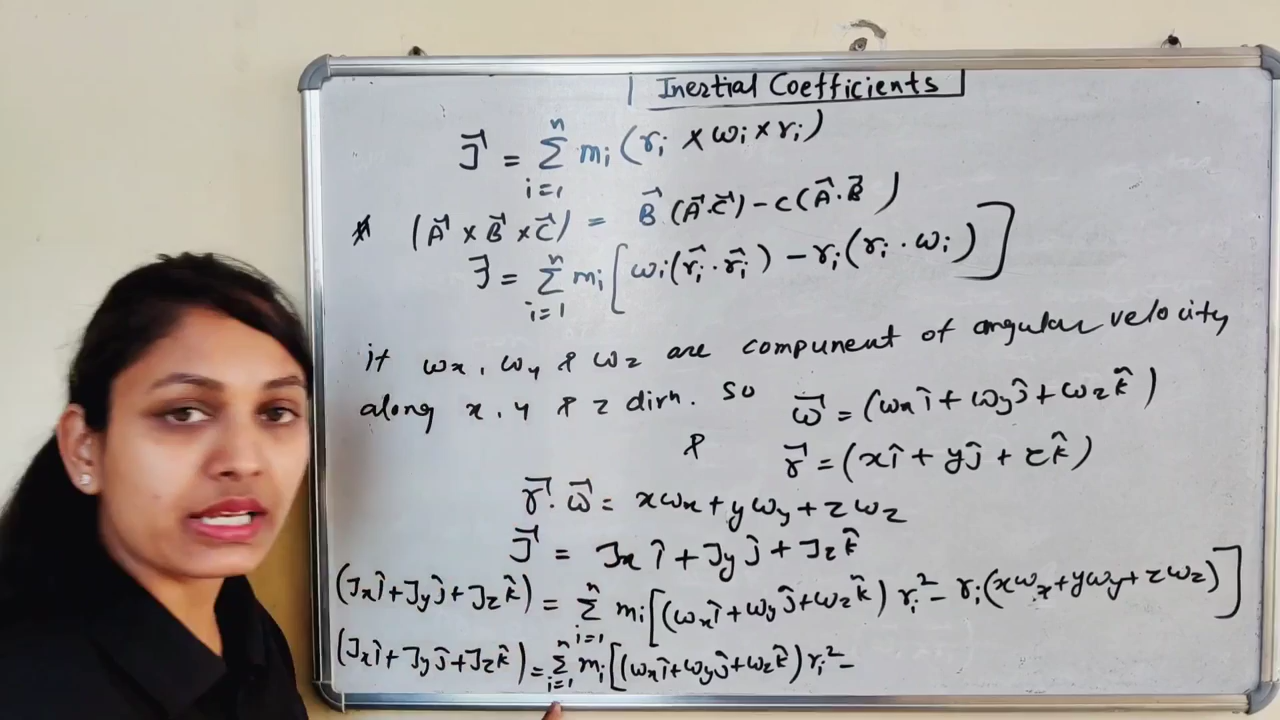 Inertial Coefficients
J⃗ = Σ_{i=1}^{n} m_i (r_i × ω_i × r_i)
* (A⃗ × B⃗ × C⃗) = B⃗ (A⃗·C⃗) - C (A⃗·B⃗)
J⃗ = Σ_{i=1}^{n} m_i [ω_i (r⃗_i · r⃗_i) - r_i (r_i · ω_i)]
if ωx, ωy & ωz are component of angular velocity
along x, y & z dirn. so ω⃗ = (ωx î + ωy ĵ + ωz k̂)
& r⃗ = (x î + y ĵ + z k̂)
r⃗ · ω⃗ = xωx + yωy + zωz
J⃗ = Jx î + Jy ĵ + Jz k̂
(Jx î + Jy ĵ + Jz k̂) = Σ_{i=1}^{n} m_i [(ωx î + ωy ĵ + ωz k̂) r_i² - r_i (xωx + yωy + zωz)]
(Jx î + Jy ĵ + Jz k̂) = Σ_{i=1}^{n} m_i [(ωx î + ωy ĵ + ωz k̂) r_i² -